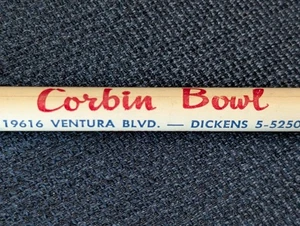 Corbin Bowl
19616 VENTURA BLVD. — DICKENS 5-5250